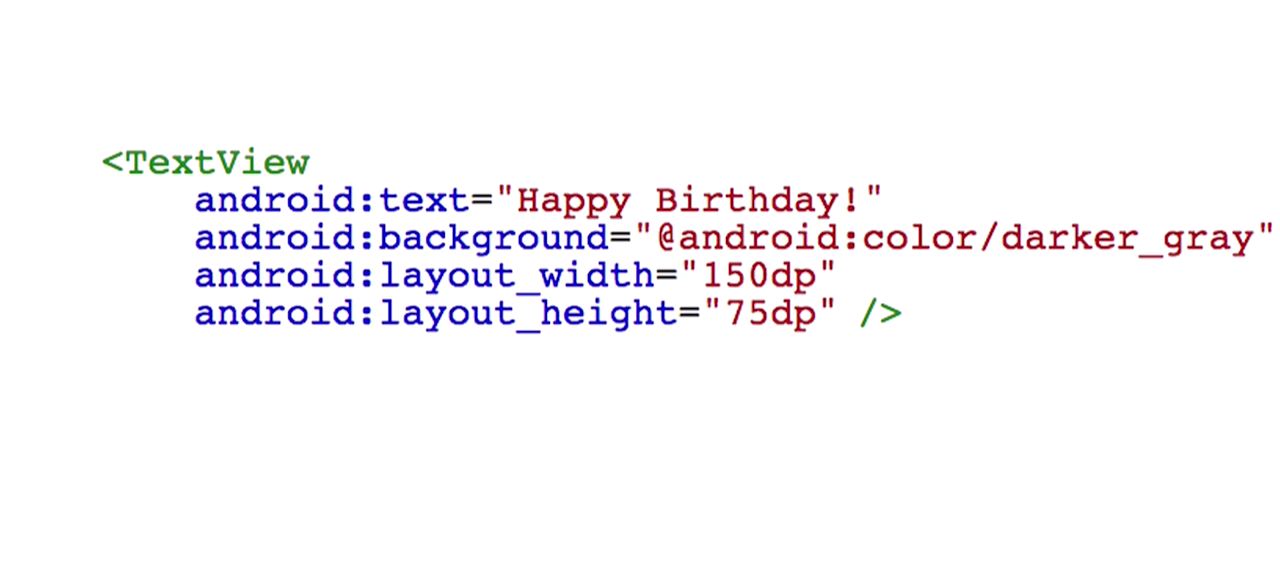 <TextView
android:text="Happy Birthday!"
android:background="@android:color/darker_gray"
android:layout_width="150dp"
android:layout_height="75dp" />